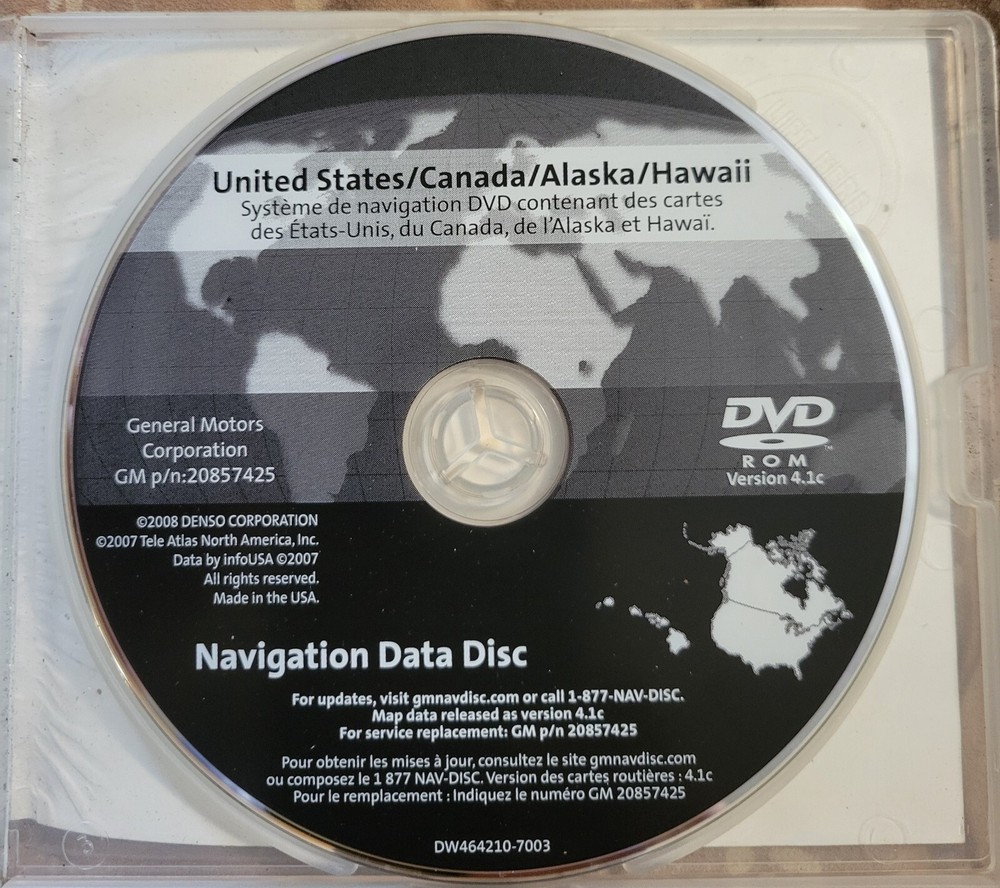 United States/Canada/Alaska/Hawaii
Système de navigation DVD contenant des cartes
des États-Unis, du Canada, de l'Alaska et Hawaï.
General Motors
Corporation
GM p/n:20857425
DVD
™
ROM
Version 4.1c
©2008 DENSO CORPORATION
©2007 Tele Atlas North America, Inc.
Data by infoUSA ©2007
All rights reserved.
Made in the USA.
Navigation Data Disc
For updates, visit gmnavdisc.com or call 1-877-NAV-DISC.
Map data released as version 4.1c
For service replacement: GM p/n 20857425
Pour obtenir les mises à jour, consultez le site gmnavdisc.com
ou composez le 1 877 NAV-DISC. Version des cartes routières : 4.1c
Pour le remplacement : Indiquez le numéro GM 20857425
DW464210-7003